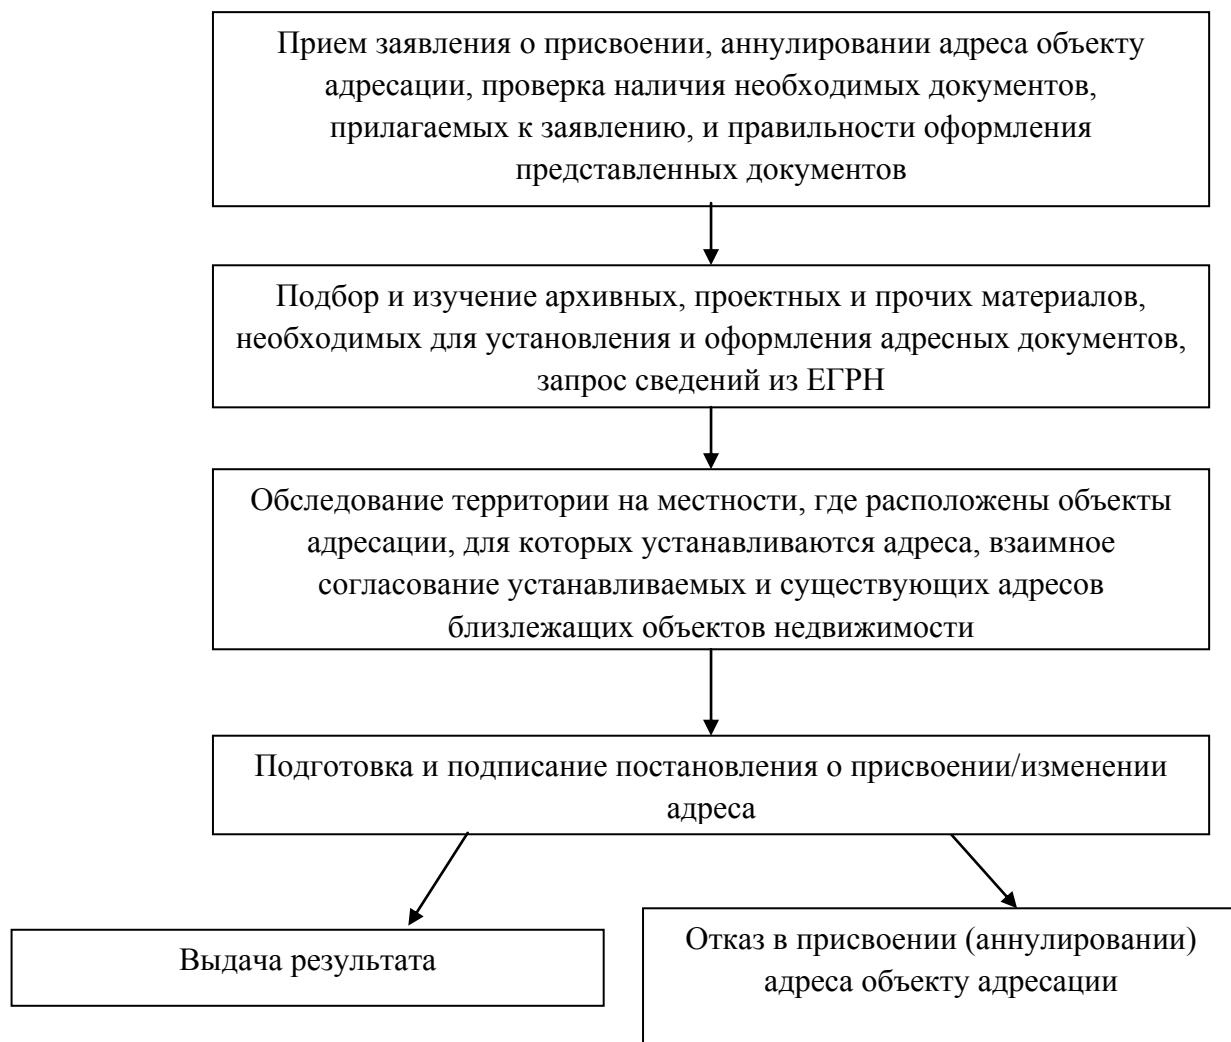 Прием заявления о присвоении, аннулировании адреса объекту
адресации, проверка наличия необходимых документов,
прилагаемых к заявлению, и правильности оформления
представленных документов
Подбор и изучение архивных, проектных и прочих материалов,
необходимых для установления и оформления адресных документов,
запрос сведений из ЕГРН
Обследование территории на местности, где расположены объекты
адресации, для которых устанавливаются адреса, взаимное
согласование устанавливаемых и существующих адресов
близлежащих объектов недвижимости
Подготовка и подписание постановления о присвоении/изменении
адреса
Выдача результата
Отказ в присвоении (аннулировании)
адреса объекту адресации